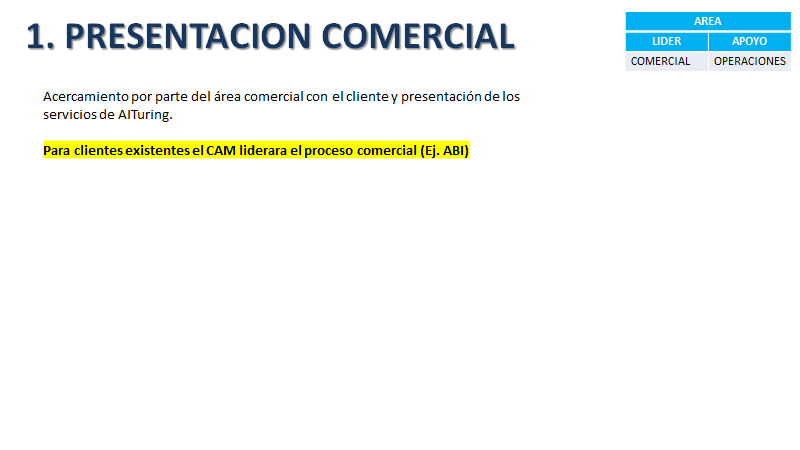 1. PRESENTACION COMERCIAL
AREA
LIDER APOYO
COMERCIAL OPERACIONES
Acercamiento por parte del área comercial con el cliente y presentación de los
servicios de AITuring.
Para clientes existentes el CAM liderara el proceso comercial (Ej. ABI)